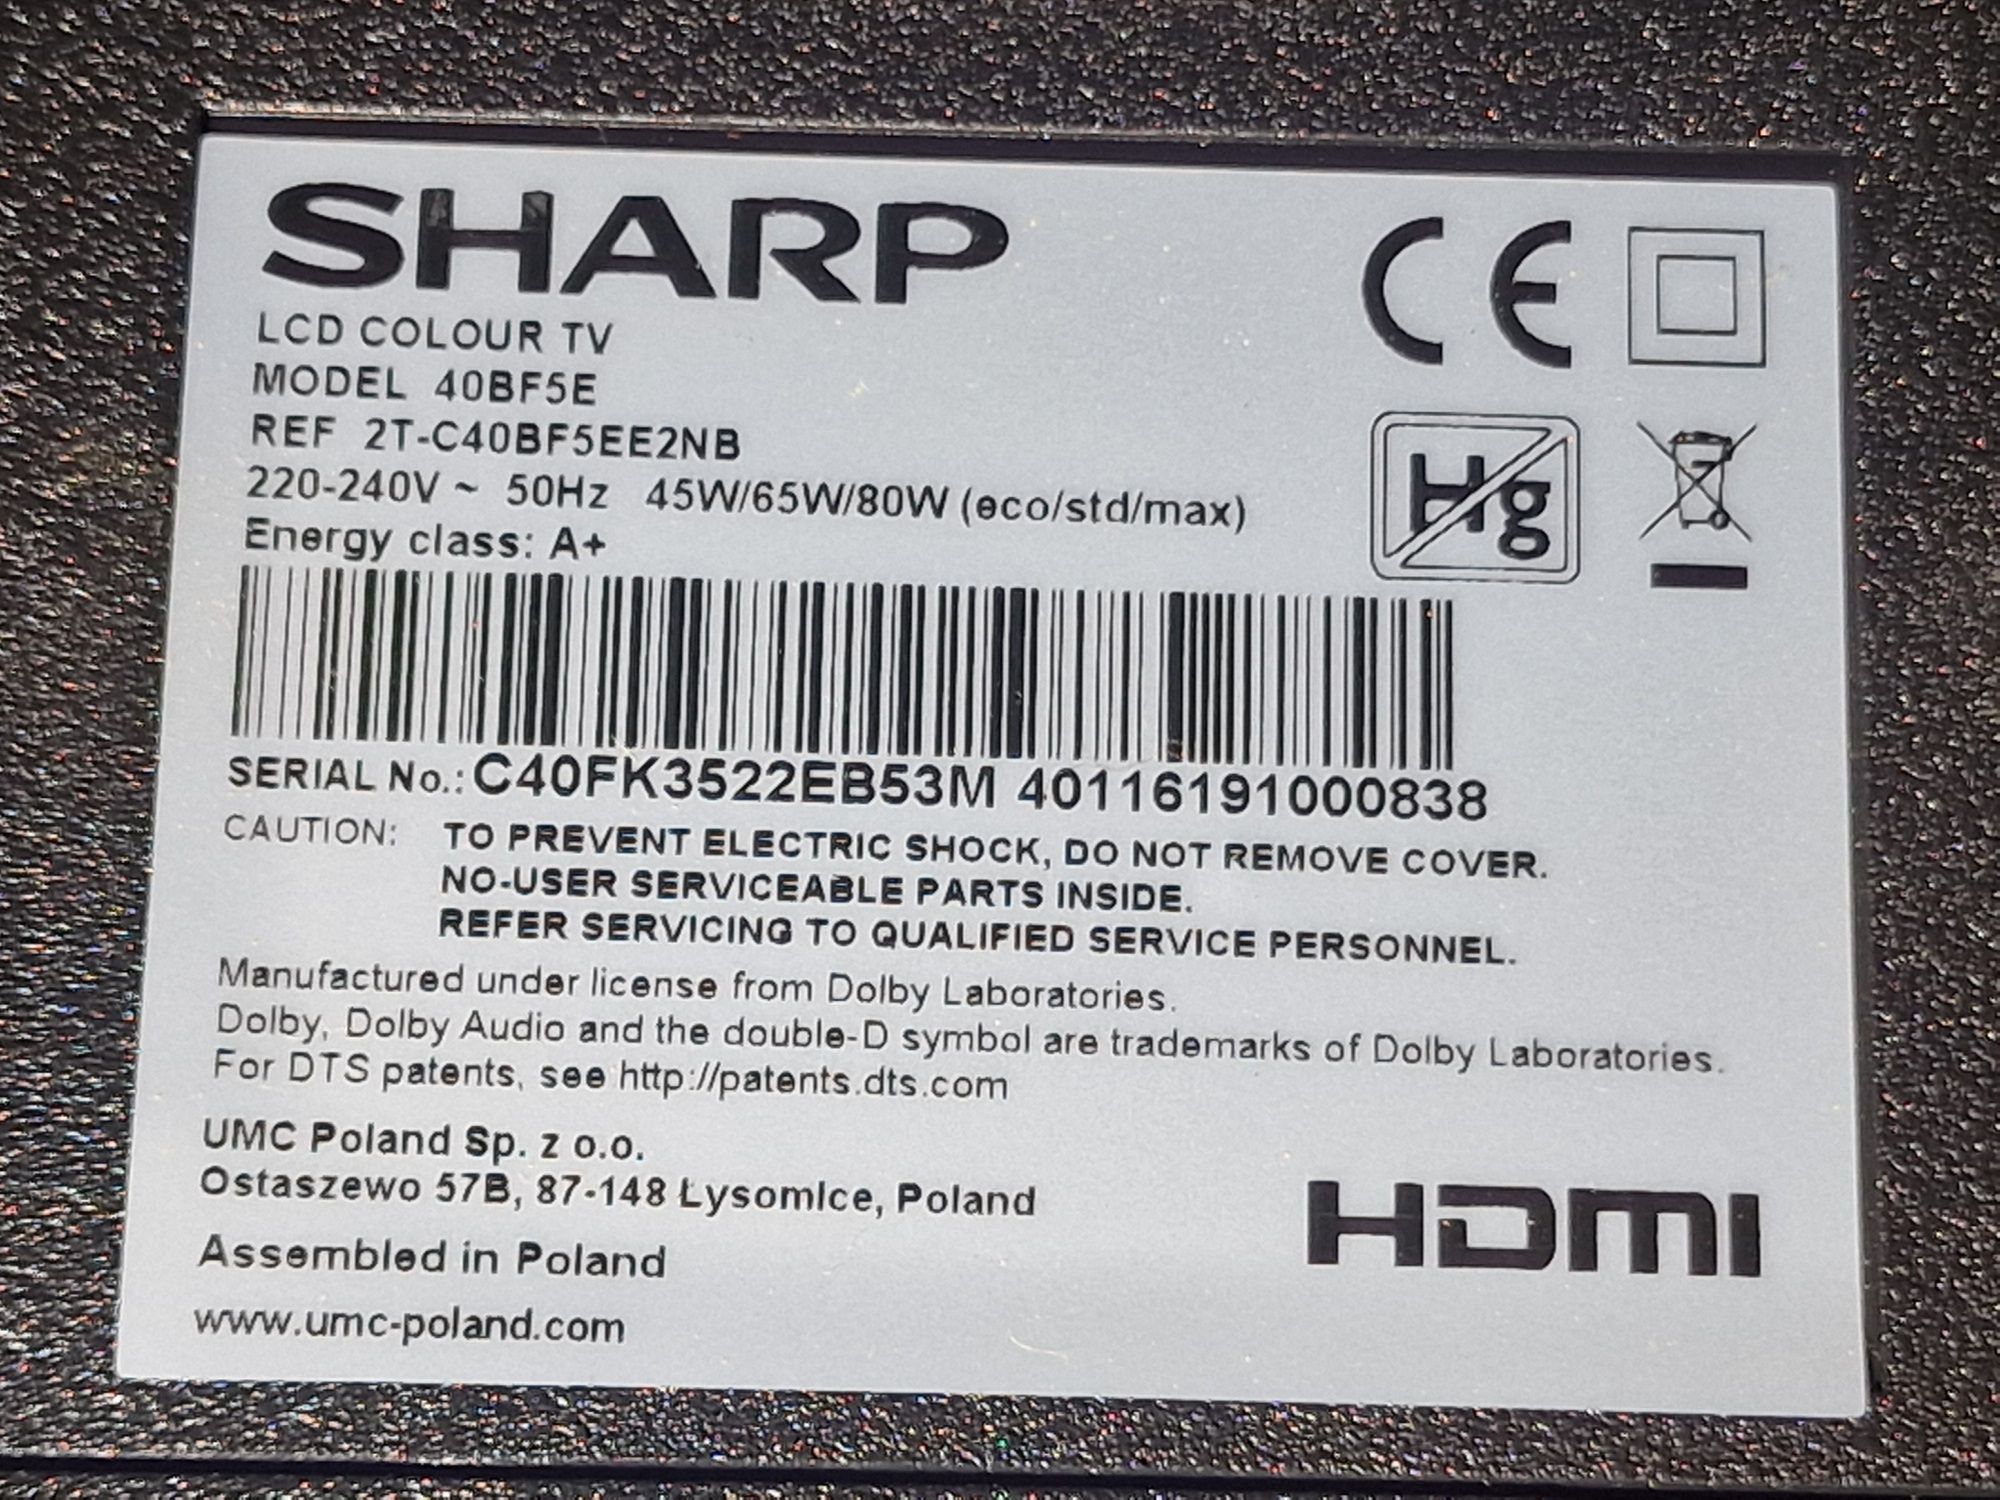 SHARP
LCD COLOUR TV
MODEL 40BF5E
REF 2T-C40BF5EE2NB
220-240V ~ 50Hz 45W/65W/80W (eco/std/max)
Energy class: A+
CE
Hg
SERIAL No.: C40FK3522EB53M 40116191000838
CAUTION: TO PREVENT ELECTRIC SHOCK, DO NOT REMOVE COVER.
NO-USER SERVICEABLE PARTS INSIDE.
REFER SERVICING TO QUALIFIED SERVICE PERSONNEL.
Manufactured under license from Dolby Laboratories.
Dolby, Dolby Audio and the double-D symbol are trademarks of Dolby Laboratories.
For DTS patents, see http://patents.dts.com
UMC Poland Sp. z o.o.
Ostaszewo 57B, 87-148 Łysomice, Poland
Assembled in Poland
www.umc-poland.com
HDMI